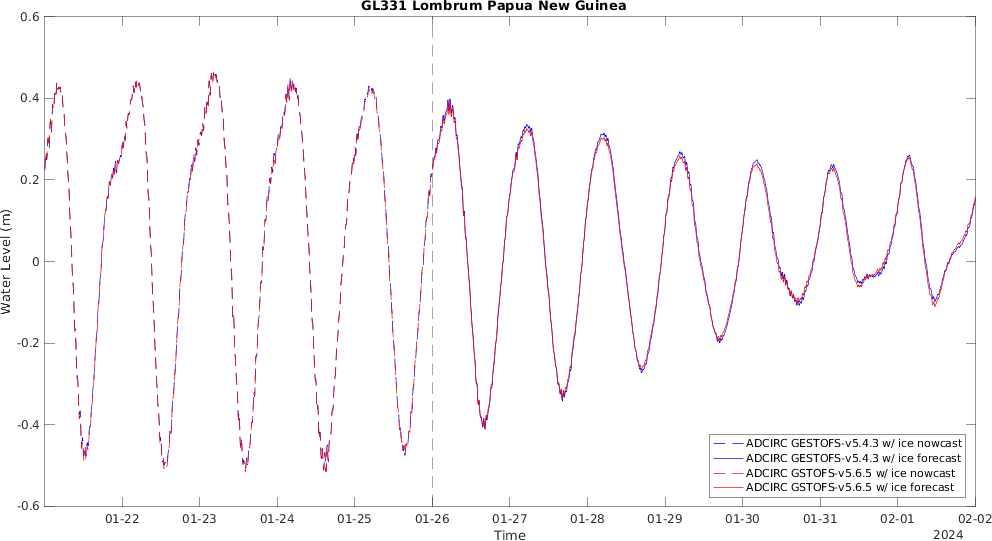 GL331 Lombrum Papua New Guinea
0.6
0.4
0.2
0
-0.2
-0.4
-0.6
Water Level (m)
ADCIRC GESTOFS-v5.4.3 w/ ice nowcast
ADCIRC GESTOFS-v5.4.3 w/ ice forecast
ADCIRC GSTOFS-v5.6.5 w/ ice nowcast
ADCIRC GSTOFS-v5.6.5 w/ ice forecast
01-22 01-23 01-24 01-25 01-26 01-27 01-28 01-29 01-30 01-31 02-01 02-02
Time
2024